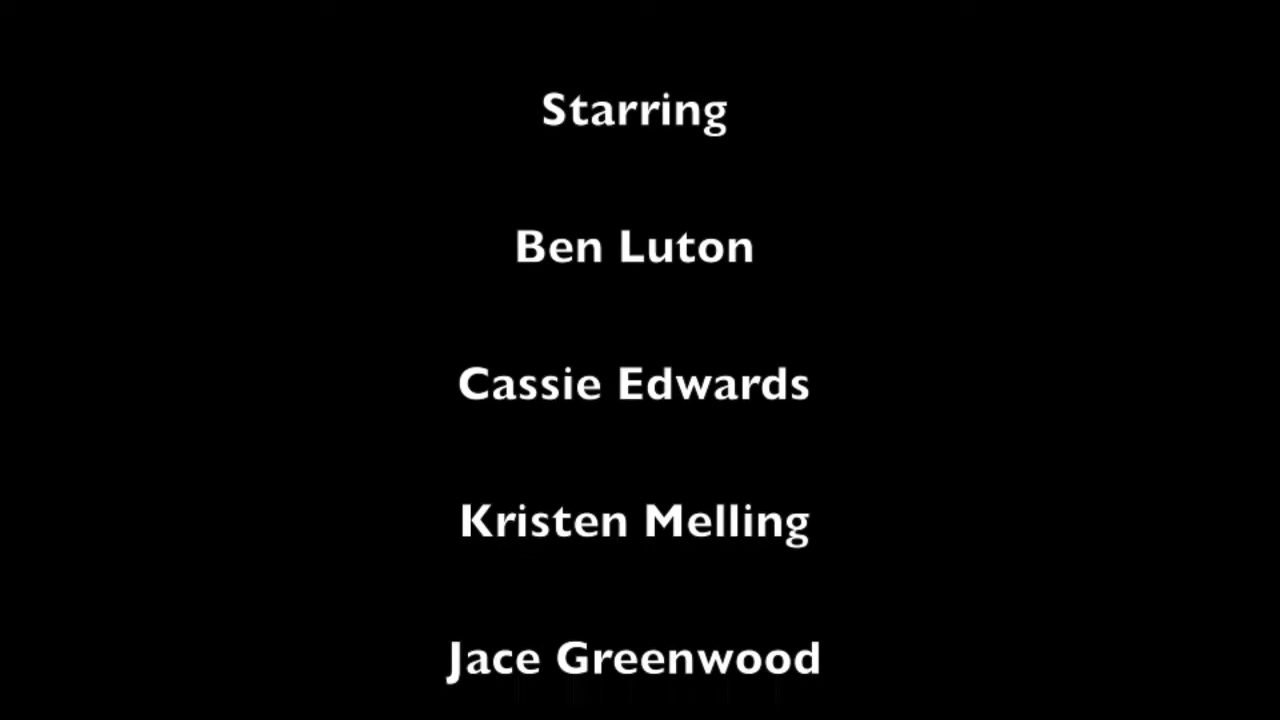 Starring
Ben Luton
Cassie Edwards
Kristen Melling
Jace Greenwood